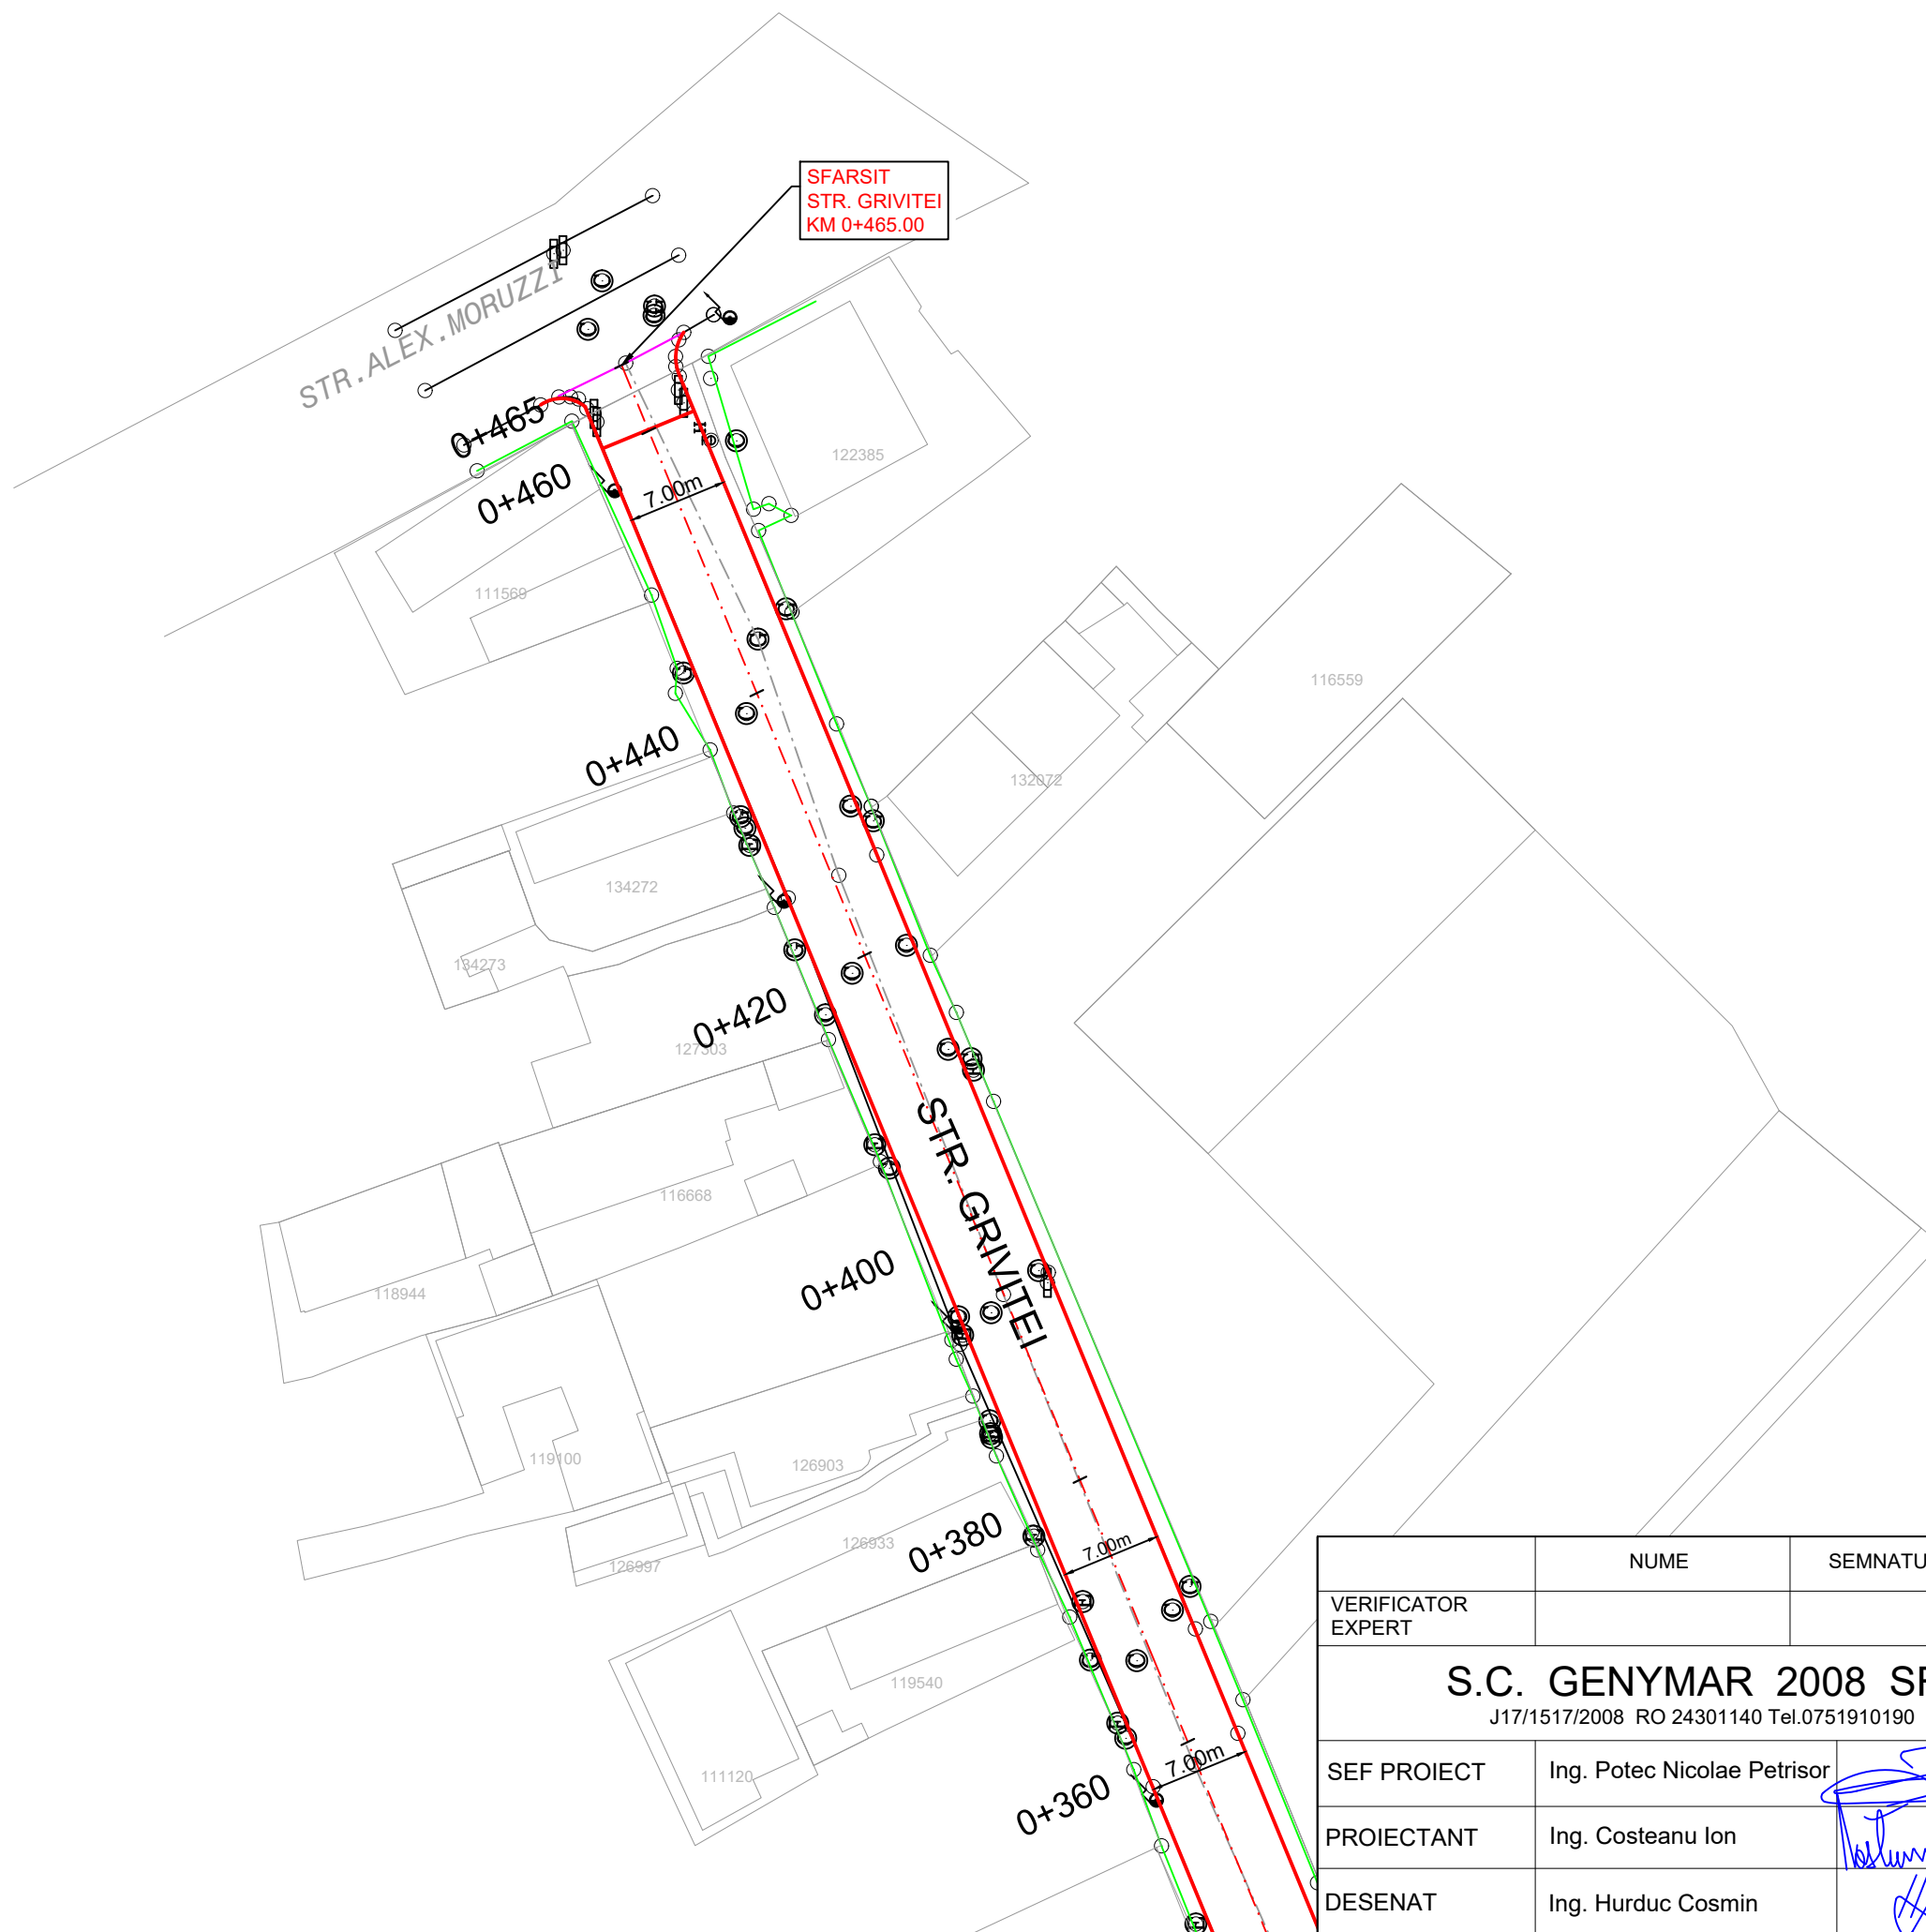 SFARSIT
STR. GRIVITEI
KM 0+465.00
STR.ALEX.MORUZZI
0+465
0+460
7.00m
122385
111569
116559
0+440
132072
134272
134273
0+420
127303
STR. GRIVITEI
116668
0+400
118944
119100
126903
0+380
126933
7.00m
126997
119540
7.00m
111120
0+360
NUME
SEMNATU
VERIFICATOR
EXPERT
S.C. GENYMAR 2008 SR
J17/1517/2008 RO 24301140 Tel.0751910190
SEF PROIECT
Ing. Potec Nicolae Petrisor
PROIECTANT
Ing. Costeanu Ion
DESENAT
Ing. Hurduc Cosmin